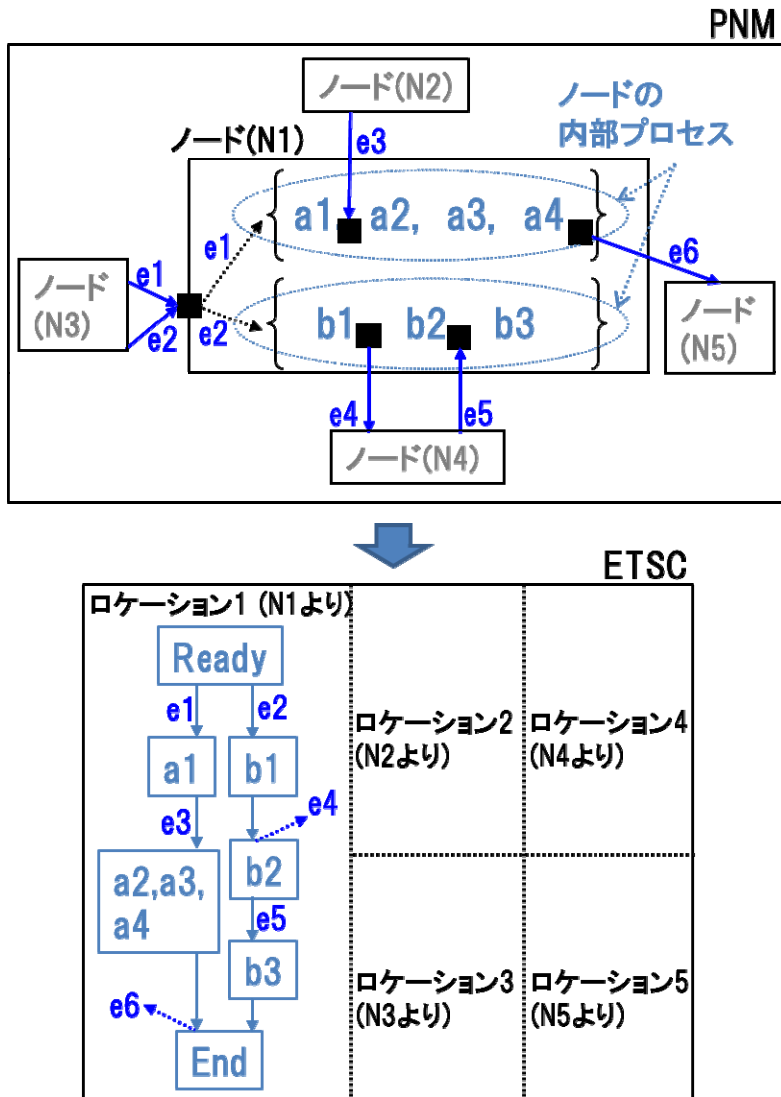 PNM
ノード(N2)
ノードの
内部プロセス
ノード(N1)
e3
{ a1, a2, a3, a4 }
e1
e6
e1
ノード
(N3)
e2
e2
ノード
(N5)
{ b1 b2 b3 }
e4
e5
ノード(N4)
ETSC
ロケーション1 (N1より)
Ready
e1
e2
a1
b1
e3
e4
a2,a3,
a4
b2
e5
b3
e6
End
ロケーション2
(N2より)
ロケーション4
(N4より)
ロケーション3
(N3より)
ロケーション5
(N5より)